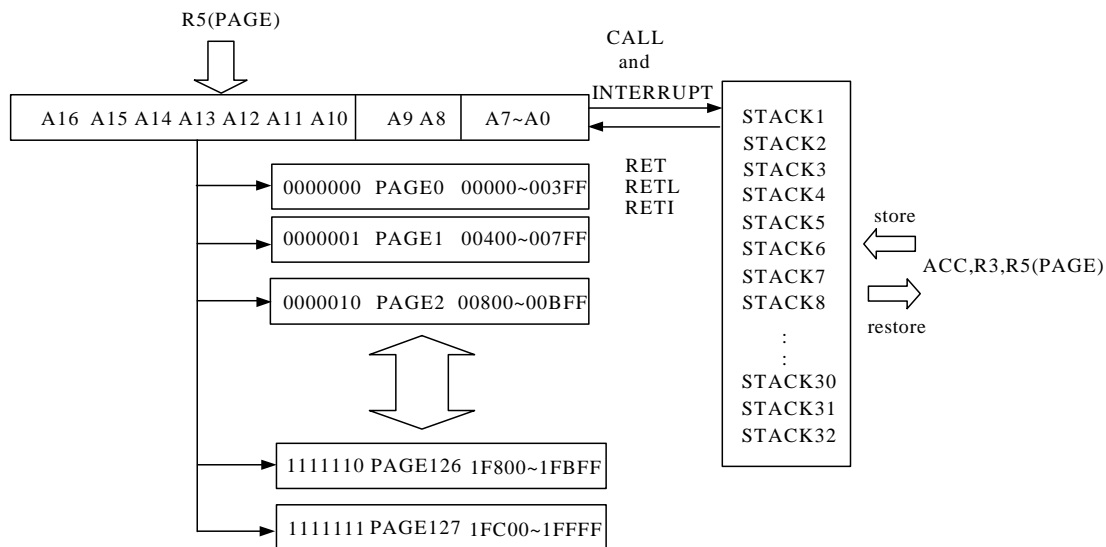 R5(PAGE)
CALL
and
INTERRUPT
A16 A15 A14 A13 A12 A11 A10 A9 A8 A7~A0
RET
RETL
RETI
0000000 PAGE0 00000~003FF
0000001 PAGE1 00400~007FF
0000010 PAGE2 00800~00BFF
1111110 PAGE126 1F800~1FBFF
1111111 PAGE127 1FC00~1FFFF
STACK1
STACK2
STACK3
STACK4
STACK5
STACK6
STACK7
STACK8
:
:
STACK30
STACK31
STACK32
store
ACC,R3,R5(PAGE)
restore